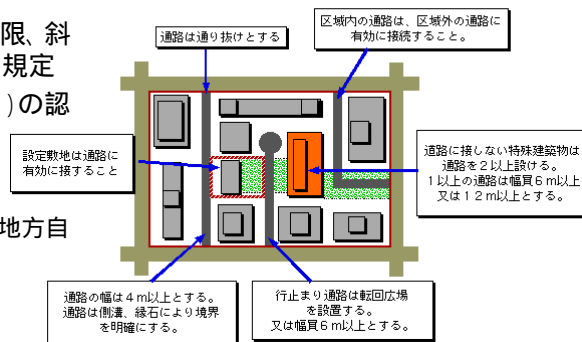 限、斜
規定
)の認
地方自
通路は通り抜けとする
区域内の通路は、区域外の通路に
有効に接続すること。
設定敷地は通路に
有効に接すること
道路に接しない特殊建築物は
通路を2以上設ける。
1以上の通路は幅員6m以上
又は12m以上とする。
通路の幅は4m以上とする。
通路は側溝、縁石により境界
を明確にする。
行止まり通路は転回広場
を設置する。
又は幅員6m以上とする。